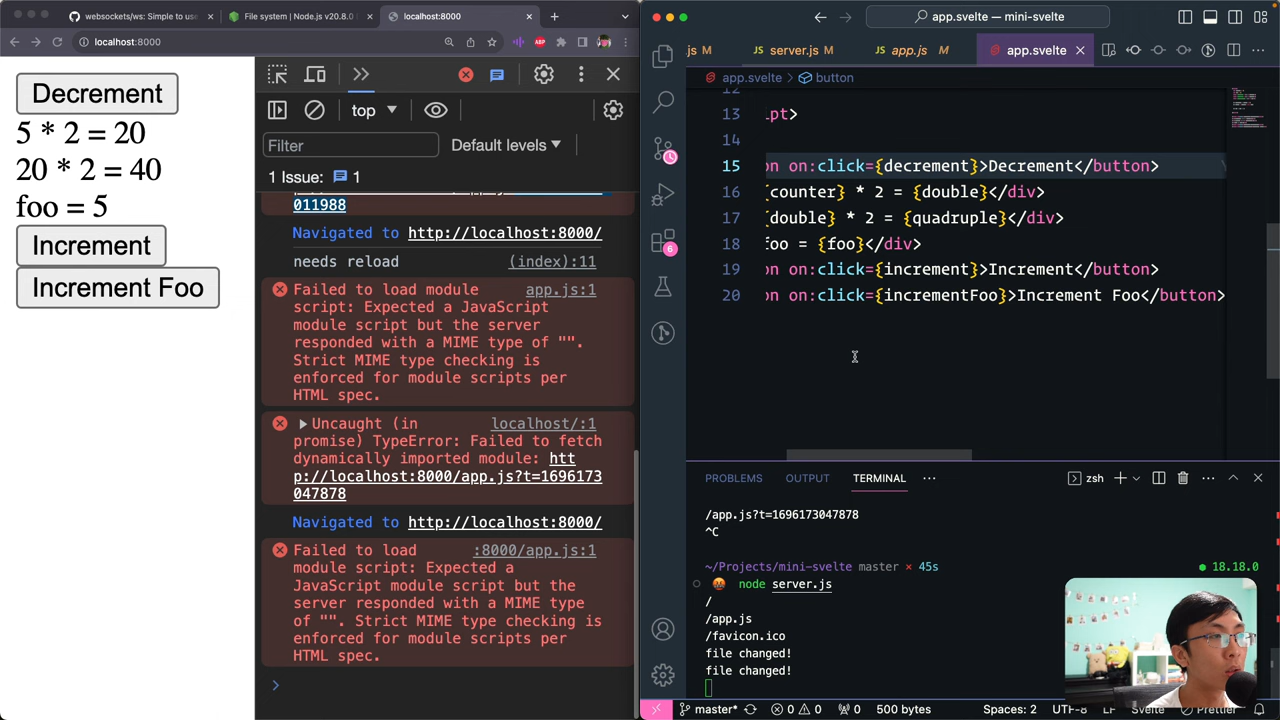 websockets/ws: Simple to use
File system | Node.js v20.8.0
localhost:8000
localhost:8000
Decrement
5 * 2 = 20
20 * 2 = 40
foo = 5
Increment
Increment Foo
top
Filter
Default levels
1 Issue: 1
011988
Navigated to http://localhost:8000/
needs reload (index):11
Failed to load module app.js:1
script: Expected a JavaScript
module script but the server
responded with a MIME type of "".
Strict MIME type checking is
enforced for module scripts per
HTML spec.
Uncaught (in localhost/:1
promise) TypeError: Failed to fetch
dynamically imported module: htt
p://localhost:8000/app.js?t=1696173
047878
Navigated to http://localhost:8000/
Failed to load :8000/app.js:1
module script: Expected a
JavaScript module script but the
server responded with a MIME type
of "". Strict MIME type checking is
enforced for module scripts per
HTML spec.
app.svelte — mini-svelte
js M
JS server.js M
JS app.js M
app.svelte
app.svelte > button
12
13 ipt>
14
15 on on:click={decrement}>Decrement</button>
16 {counter} * 2 = {double}</div>
17 {double} * 2 = {quadruple}</div>
18 foo = {foo}</div>
19 on on:click={increment}>Increment</button>
20 on on:click={incrementFoo}>Increment Foo</button>
6
PROBLEMS OUTPUT TERMINAL
zsh
/app.js?t=1696173047878
^C
~/Projects/mini-svelte master × 45s 18.18.0
node server.js
/
/app.js
/favicon.ico
file changed!
file changed!
master* 0 0 0 500 bytes Spaces: 2 UTF-8 LF Svelte Prettier